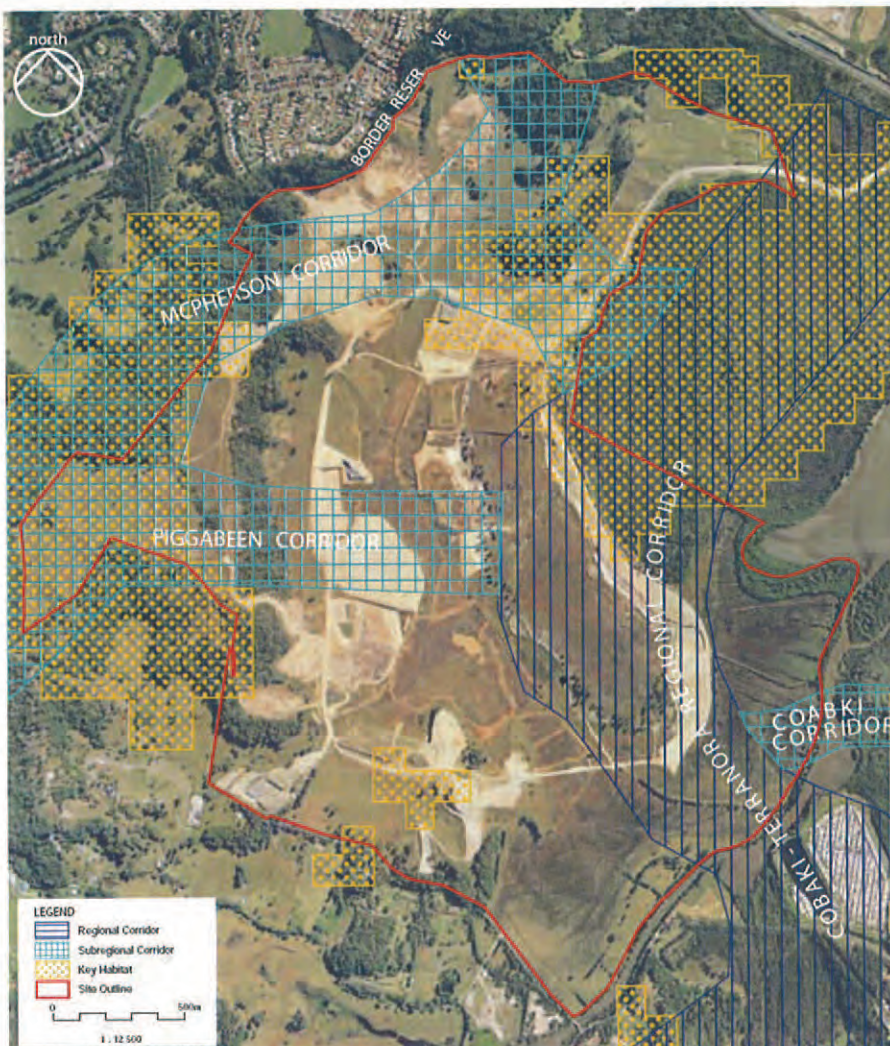 north
BORDER RESER VE
MCPHERSON CORRIDOR
PIGGABEEN CORRIDOR
COBAKI - TERRANORA REGIONAL CORRIDOR
COABKI
CORRIDOR
LEGEND
Regional Corridor
Subregional Corridor
Key Habitat
Site Outline
0 500m
1 : 12 500